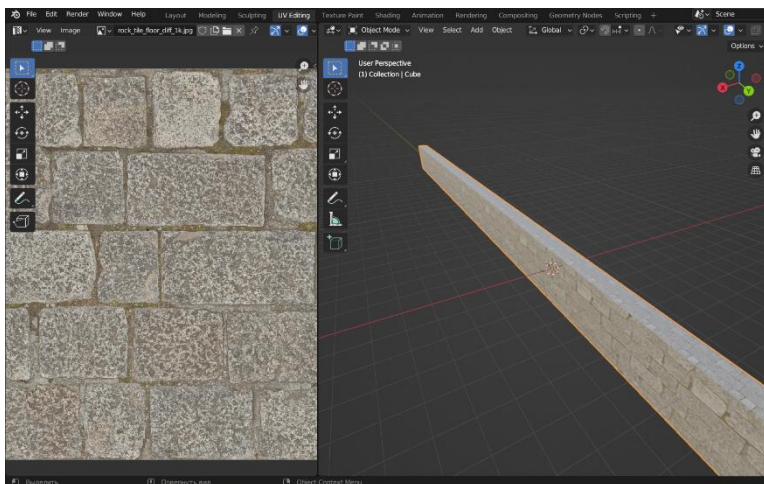 File Edit Render Window Help Layout Modeling Sculpting UV Editing Texture Paint Shading Animation Rendering Compositing Geometry Nodes Scripting + Scene
View Image rock_tile_floor_diff_1k.jpg Object Mode View Select Add Object Global
Options
User Perspective
(1) Collection | Cube
Z
X
Y
Выделить Повернуть вид Object Context Menu